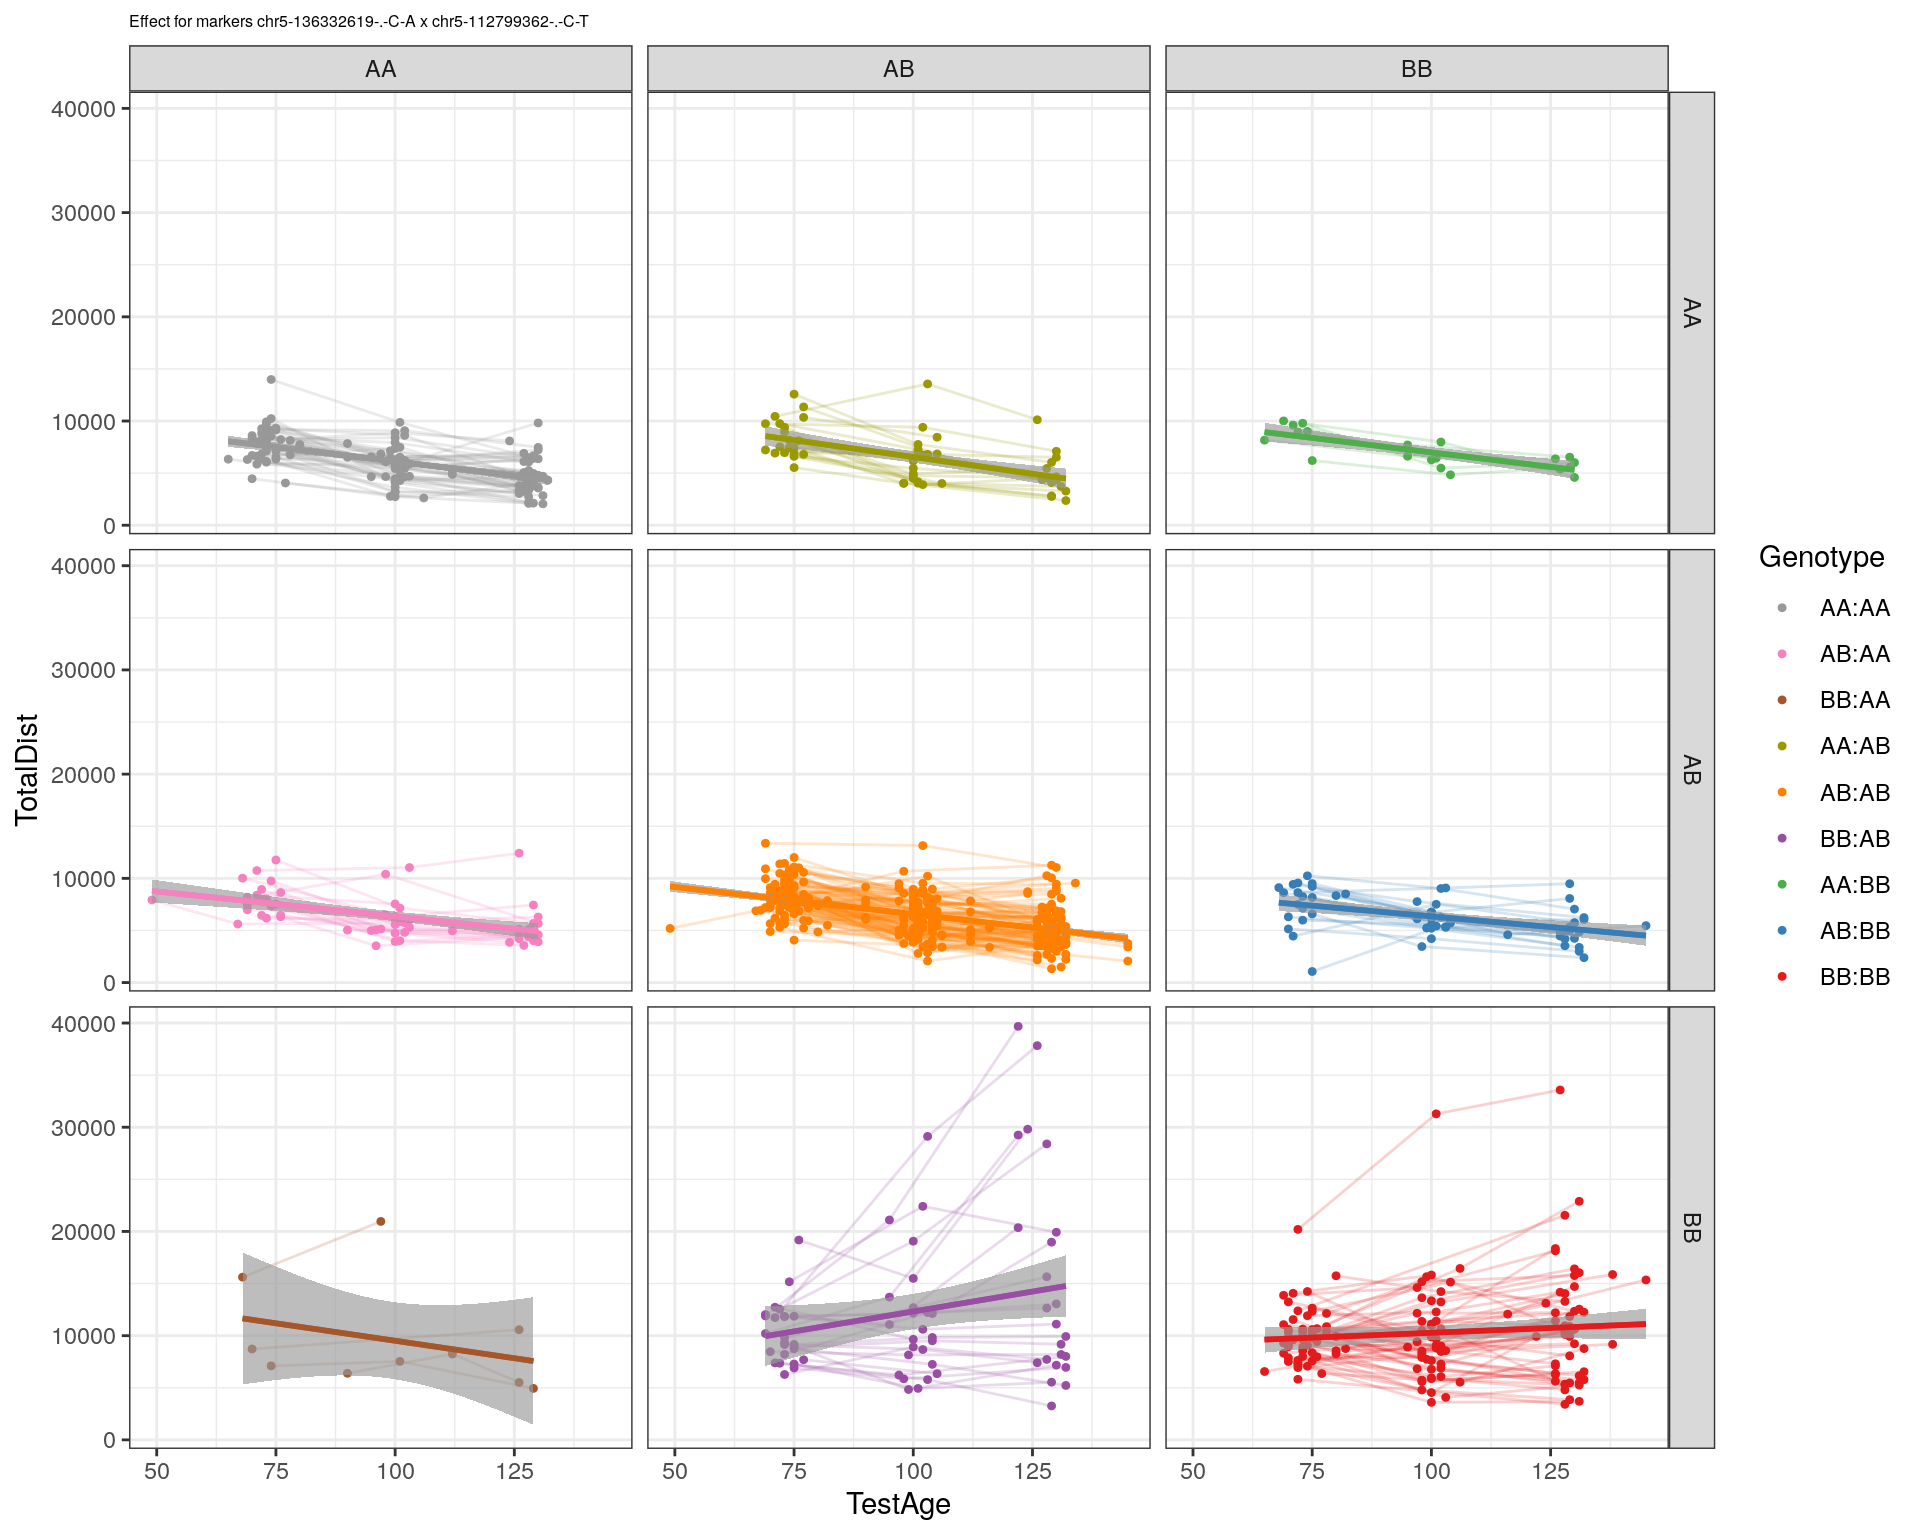 Effect for markers chr5-136332619-.-C-A x chr5-112799362-.-C-T
AA
AB
BB
40000
30000
20000
10000
0
AA
40000
30000
20000
10000
0
AB
40000
30000
20000
10000
0
BB
50
75
100
125
50
75
100
125
50
75
100
125
TestAge
TotalDist
Genotype
AA:AA
AB:AA
BB:AA
AA:AB
AB:AB
BB:AB
AA:BB
AB:BB
BB:BB